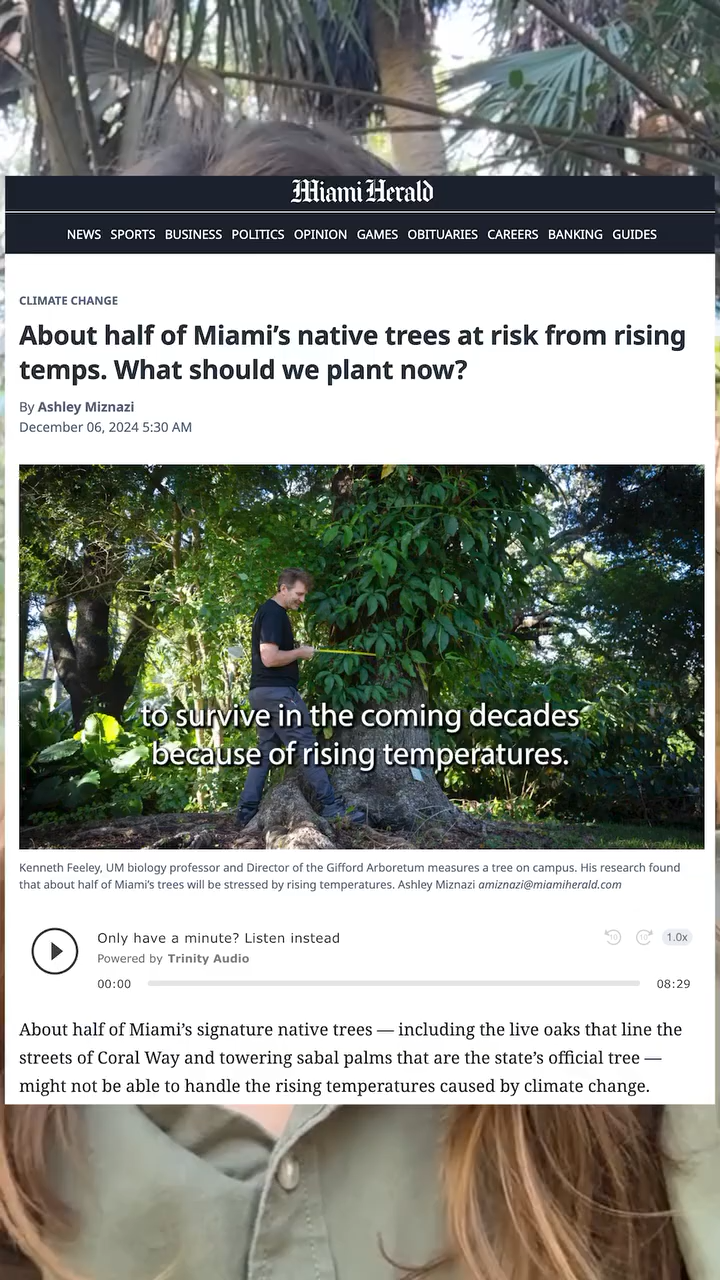 Miami Herald
NEWS SPORTS BUSINESS POLITICS OPINION GAMES OBITUARIES CAREERS BANKING GUIDES
CLIMATE CHANGE
About half of Miami’s native trees at risk from rising
temps. What should we plant now?
By Ashley Miznazi
December 06, 2024 5:30 AM
to survive in the coming decades
because of rising temperatures.
Kenneth Feeley, UM biology professor and Director of the Gifford Arboretum measures a tree on campus. His research found
that about half of Miami’s trees will be stressed by rising temperatures. Ashley Miznazi amiznazi@miamiherald.com
Only have a minute? Listen instead
Powered by Trinity Audio
10 10 1.0x
00:00 08:29
About half of Miami’s signature native trees — including the live oaks that line the
streets of Coral Way and towering sabal palms that are the state’s official tree —
might not be able to handle the rising temperatures caused by climate change.